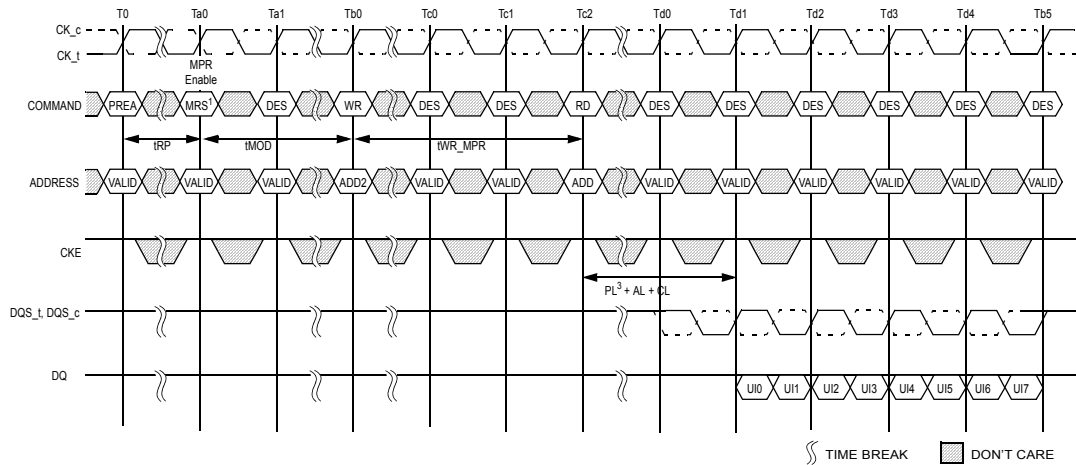 T0 Ta0 Ta1 Tb0 Tc0 Tc1 Tc2 Td0 Td1 Td2 Td3 Td4 Tb5
CK_c
CK_t
MPR
Enable
COMMAND PREA MRS1 DES WR DES DES RD DES DES DES DES DES DES
tRP tMOD tWR_MPR
ADDRESS VALID VALID VALID ADD2 VALID VALID ADD VALID VALID VALID VALID VALID VALID
CKE
PL3 + AL + CL
DQS_t, DQS_c
DQ UI0 UI1 UI2 UI3 UI4 UI5 UI6 UI7
TIME BREAK DON'T CARE